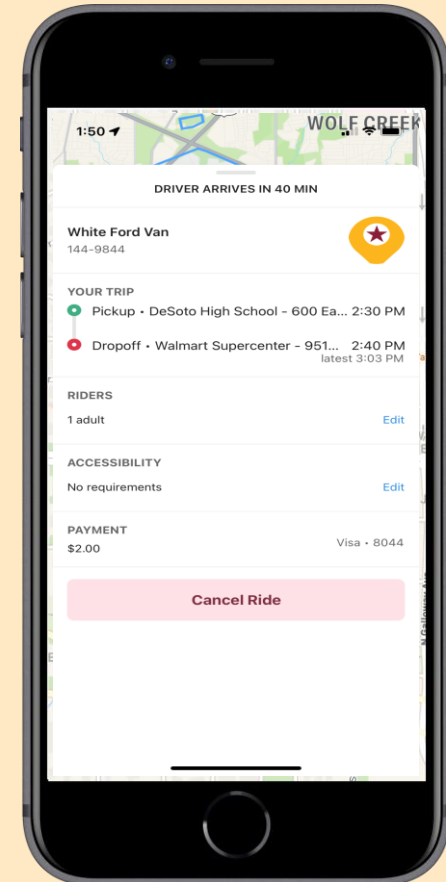 WOLF CREEK
1:50
DRIVER ARRIVES IN 40 MIN
White Ford Van
144-9844
YOUR TRIP
Pickup • DeSoto High School - 600 Ea... 2:30 PM
Dropoff • Walmart Supercenter - 951... 2:40 PM
latest 3:03 PM
RIDERS
1 adult Edit
ACCESSIBILITY
No requirements Edit
PAYMENT
$2.00 Visa • 8044
Cancel Ride
N Galloway Ave